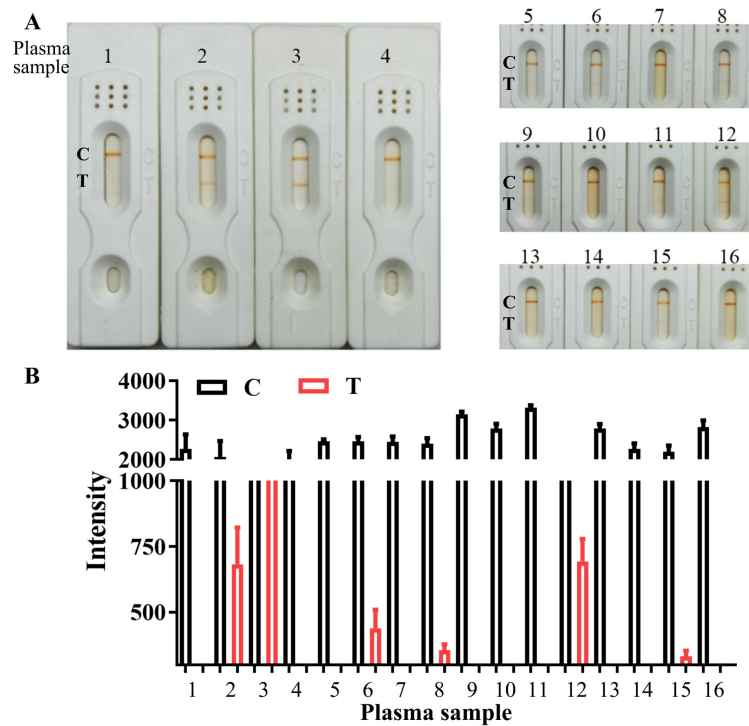 A
Plasma sample
1 2 3 4
C
T
C T
C T
C T
C T
5 6 7 8
C
T
9 10 11 12
C
T
13 14 15 16
C
T
B
C T
4000
3000
2000
1000
750
500
Intensity
1 2 3 4 5 6 7 8 9 10 11 12 13 14 15 16
Plasma sample